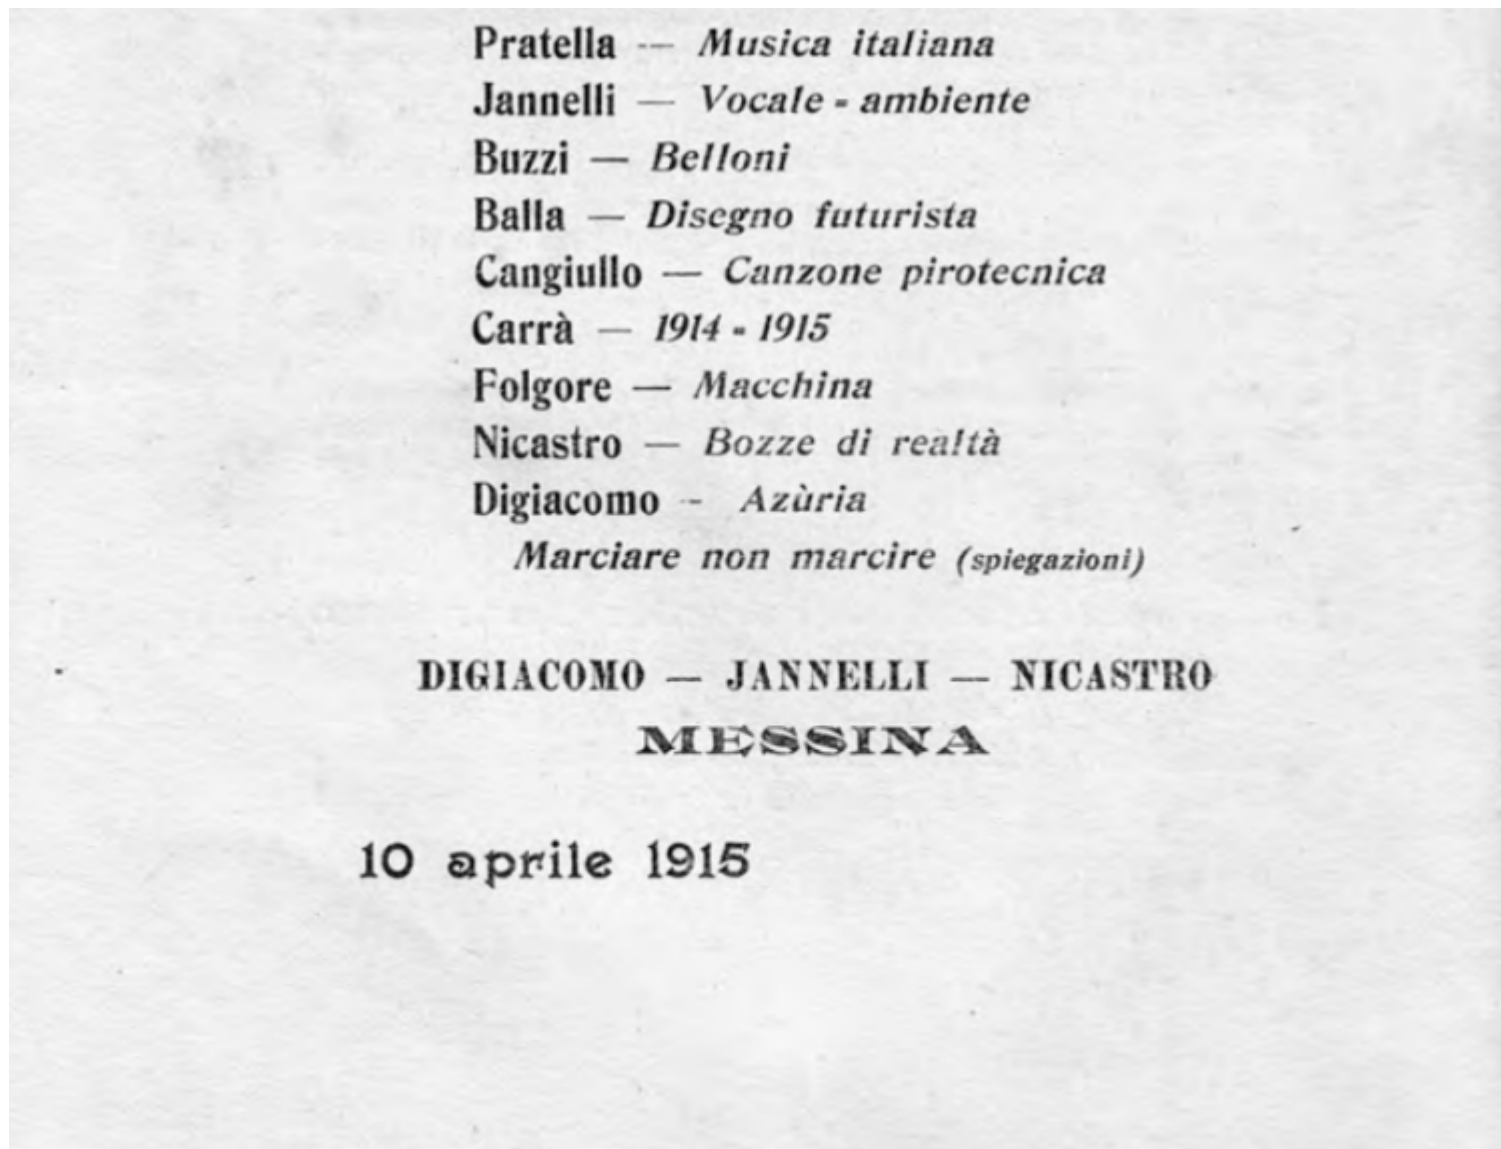 Pratella — Musica italiana
Jannelli — Vocale - ambiente
Buzzi — Belloni
Balla — Disegno futurista
Cangiullo — Canzone pirotecnica
Carrà — 1914 - 1915
Folgore — Macchina
Nicastro — Bozze di realtà
Digiacomo - Azùria
Marciare non marcire (spiegazioni)
DIGIACOMO — JANNELLI — NICASTRO
MESSINA
10 aprile 1915